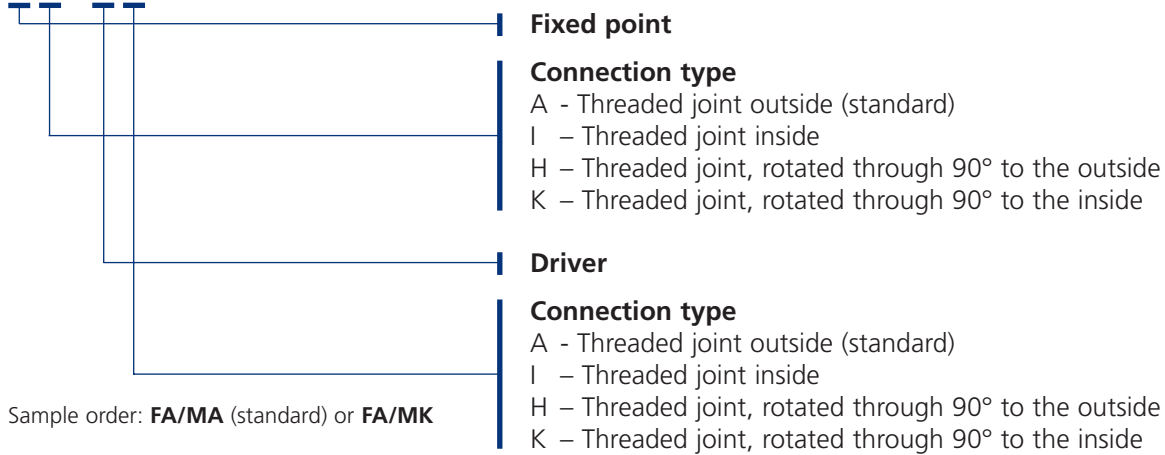 Fixed point
Connection type
A - Threaded joint outside (standard)
I – Threaded joint inside
H – Threaded joint, rotated through 90° to the outside
K – Threaded joint, rotated through 90° to the inside
Driver
Connection type
A - Threaded joint outside (standard)
I – Threaded joint inside
H – Threaded joint, rotated through 90° to the outside
K – Threaded joint, rotated through 90° to the inside
Sample order: FA/MA (standard) or FA/MK